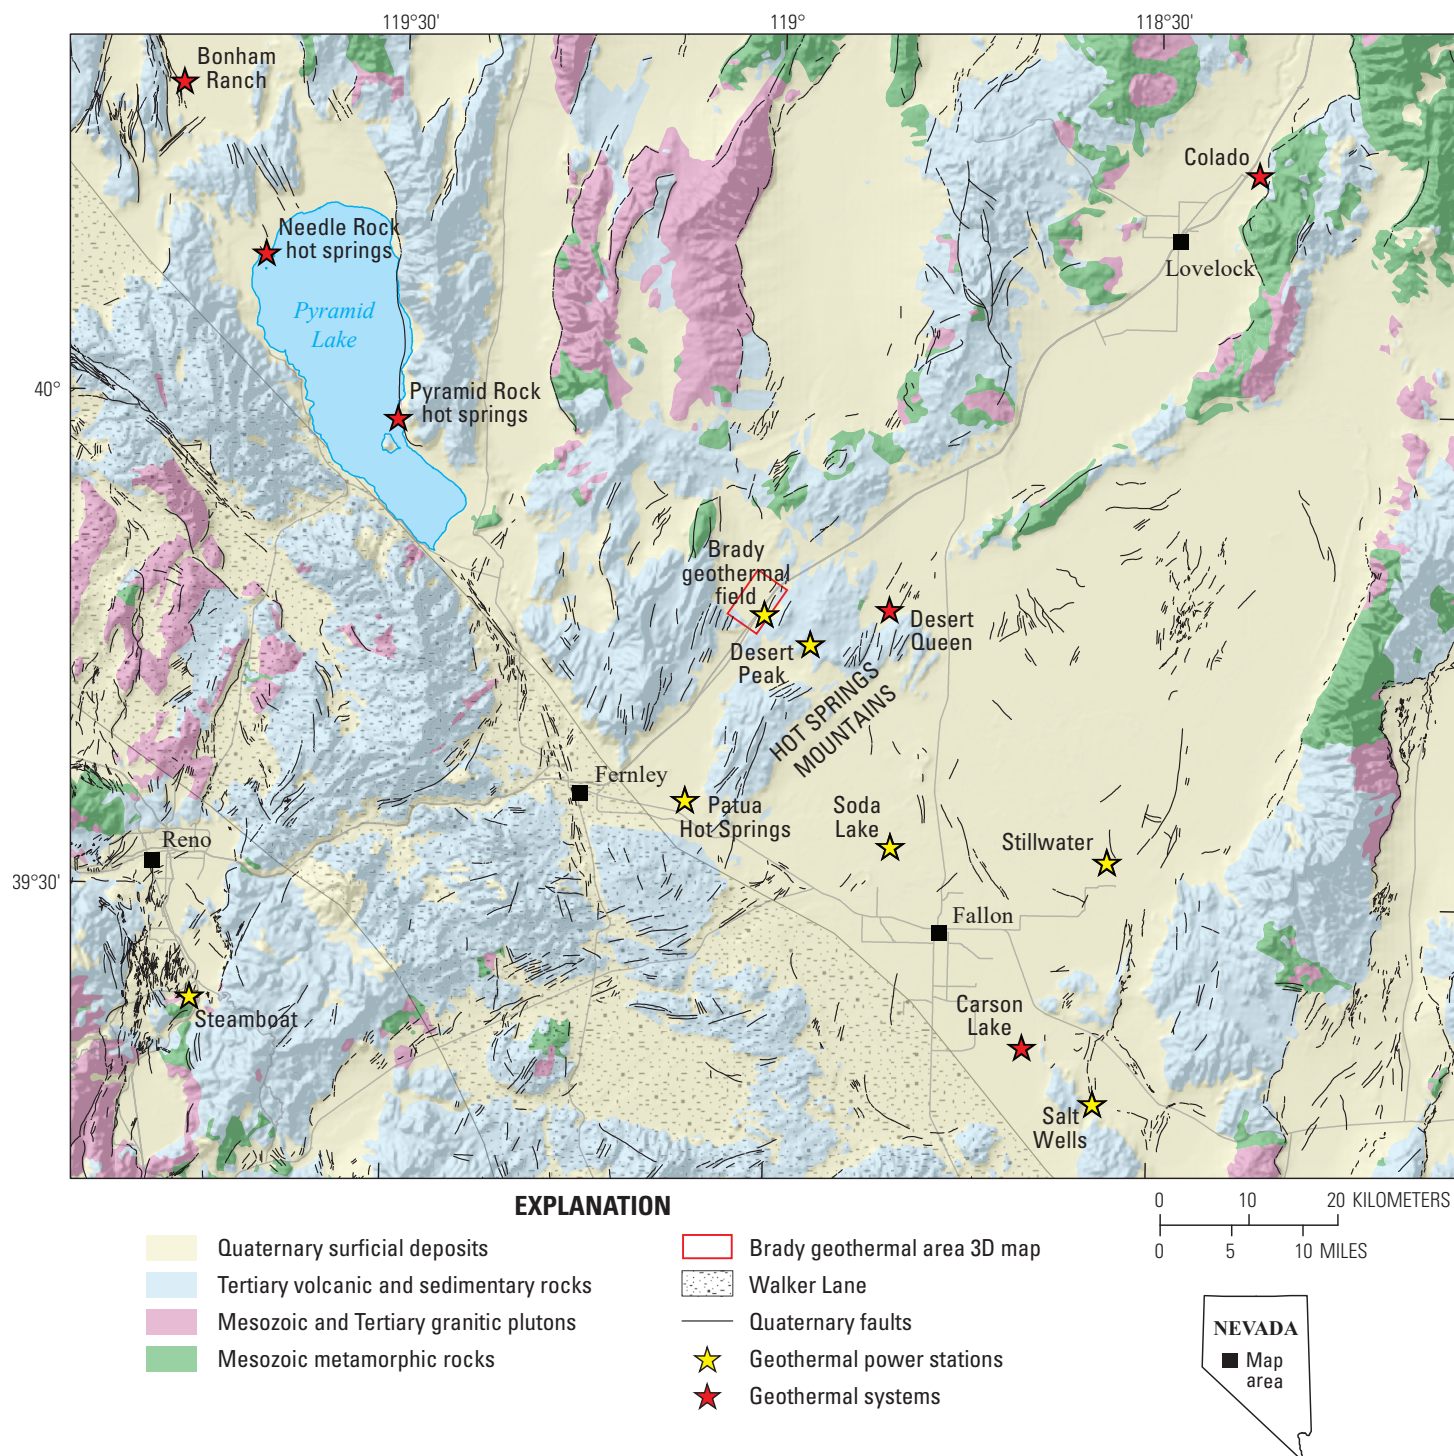 119°30'
119°
118°30'
Bonham
Ranch
Colado
Needle Rock
hot springs
Lovelock
Pyramid
Lake
40°
Pyramid Rock
hot springs
Brady
geothermal
field
Desert
Queen
Desert
Peak
HOT SPRINGS
MOUNTAINS
Fernley
Patua
Hot Springs
Soda
Lake
Stillwater
Reno
39°30'
Fallon
Carson
Lake
Steamboat
Salt
Wells
EXPLANATION
Quaternary surficial deposits
Tertiary volcanic and sedimentary rocks
Mesozoic and Tertiary granitic plutons
Mesozoic metamorphic rocks
Brady geothermal area 3D map
Walker Lane
Quaternary faults
Geothermal power stations
Geothermal systems
0 10 20 KILOMETERS
0 5 10 MILES
NEVADA
Map
area